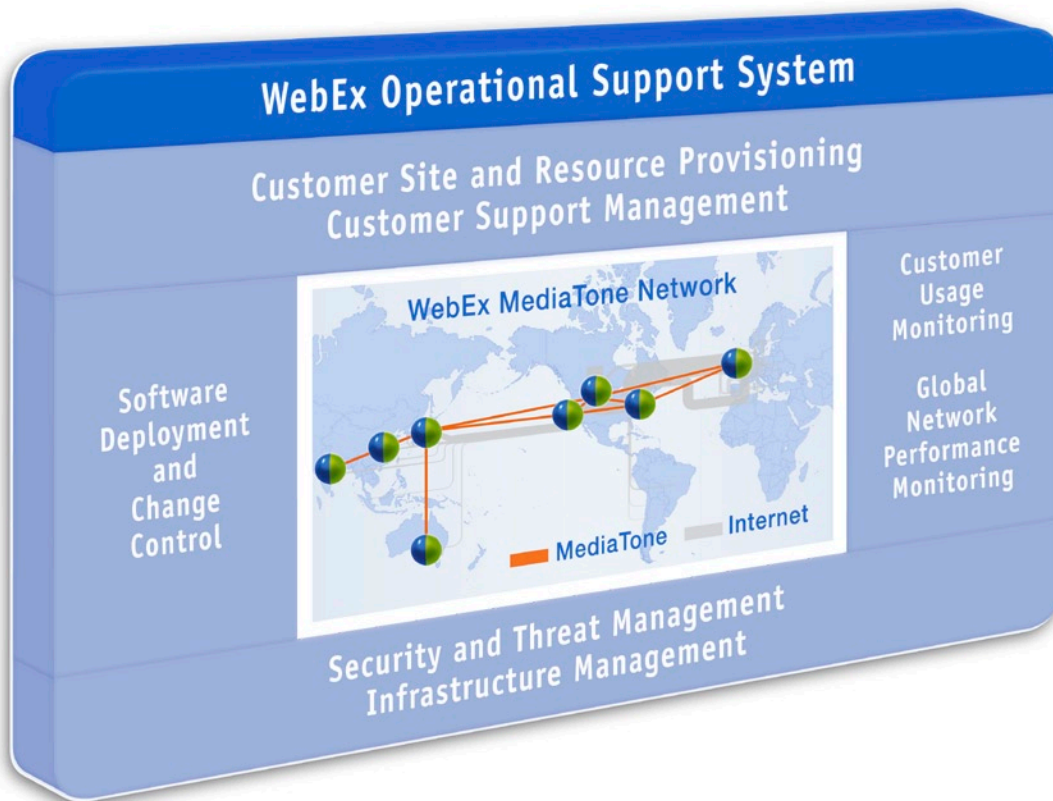 WebEx Operational Support System
Customer Site and Resource Provisioning
Customer Support Management
Software
Deployment
and
Change
Control
WebEx MediaTone Network
MediaTone
Internet
Customer
Usage
Monitoring
Global
Network
Performance
Monitoring
Security and Threat Management
Infrastructure Management